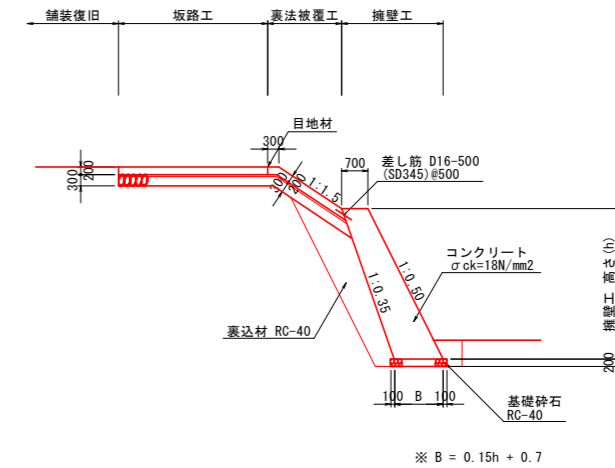 舗装復旧 坂路工 裏法被覆工 擁壁工
目地材
300
700
差し筋 D16-500
(SD345)@500
200
300
300
200
1:1.5
コンクリート
σck=18N/mm2
1:0.35
1:0.50
擁壁工 高さ(h)
裏込材 RC-40
200
100 B 100
基礎砕石
RC-40
※ B = 0.15h + 0.7